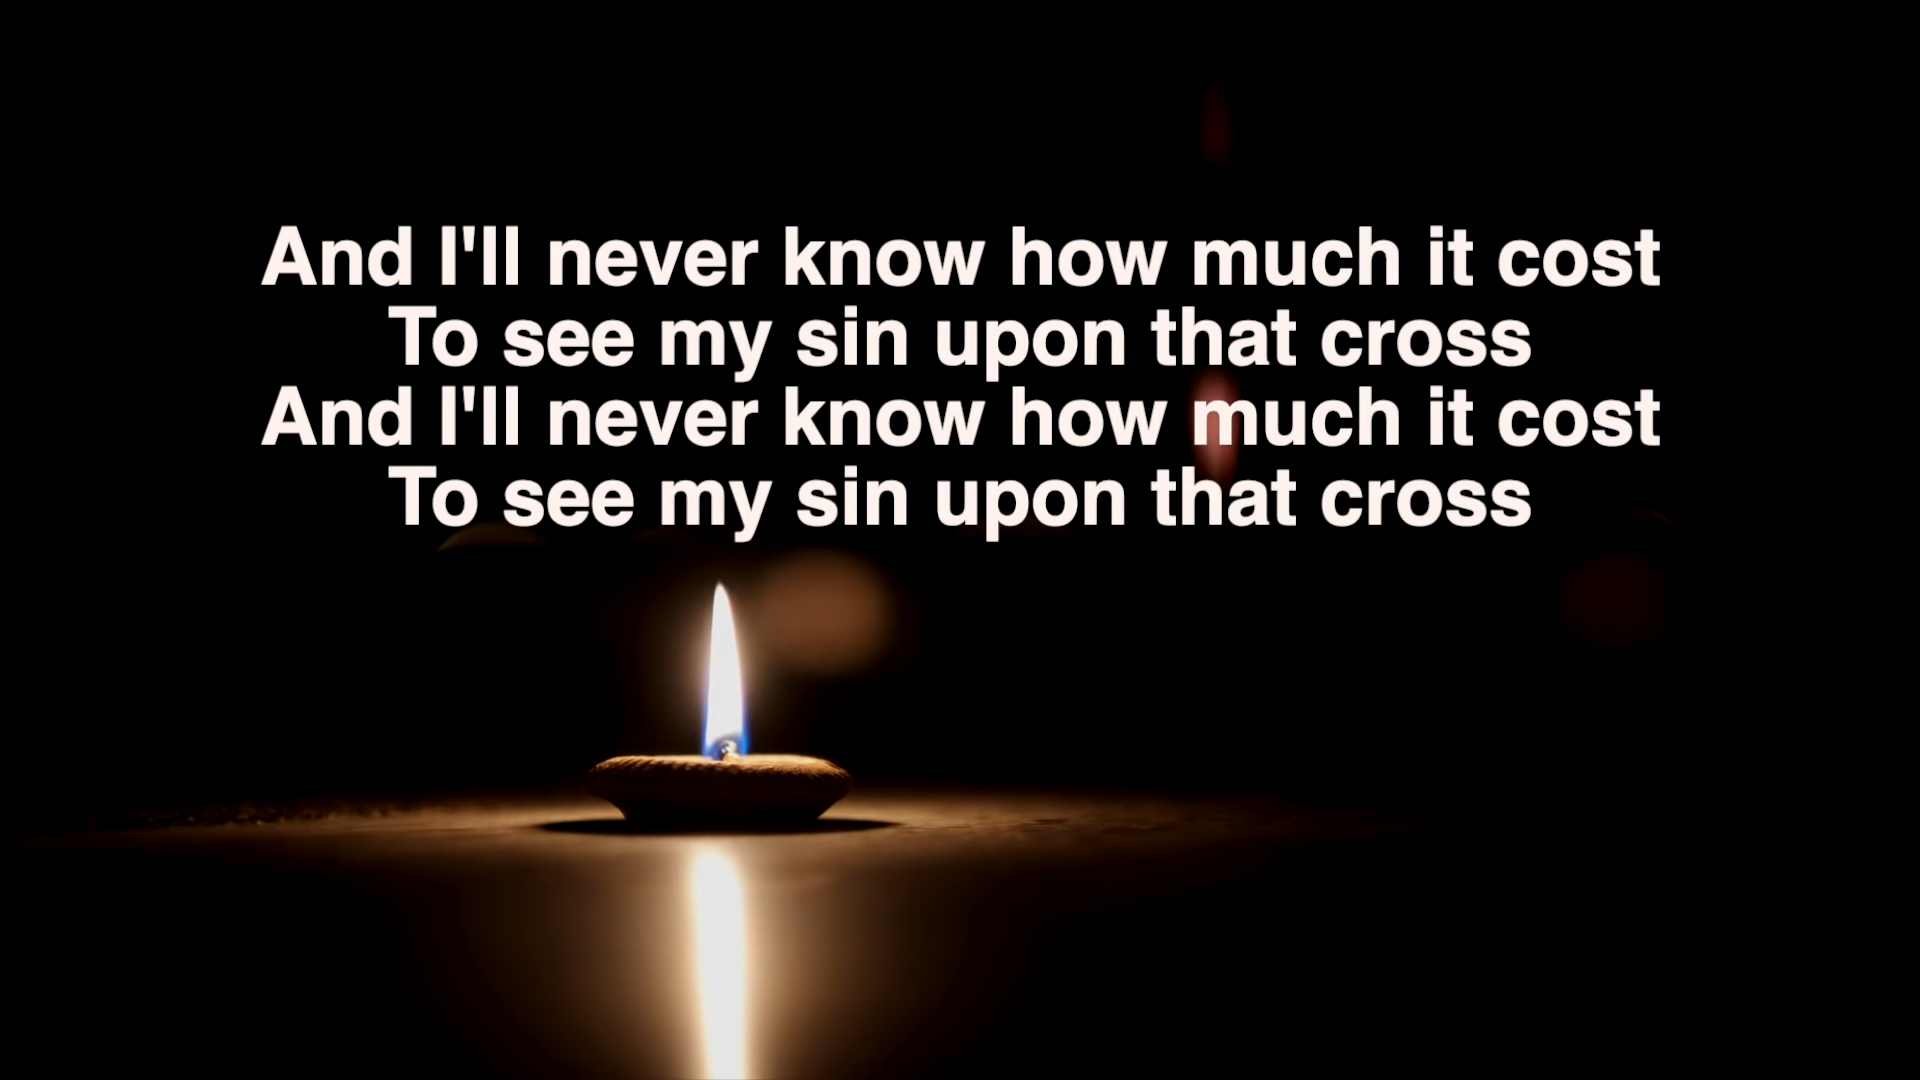 And I'll never know how much it cost
To see my sin upon that cross
And I'll never know how much it cost
To see my sin upon that cross